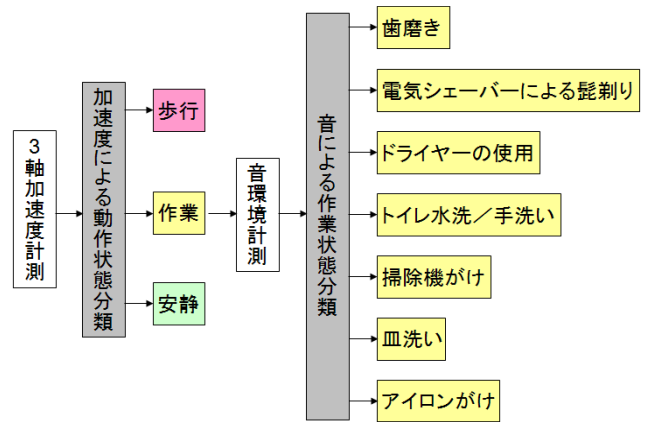 3軸加速度計測
加速度による動作状態分類
歩行
作業
安静
音環境計測
音による作業状態分類
歯磨き
電気シェーバーによる髭剃り
ドライヤーの使用
トイレ水洗／手洗い
掃除機がけ
皿洗い
アイロンがけ